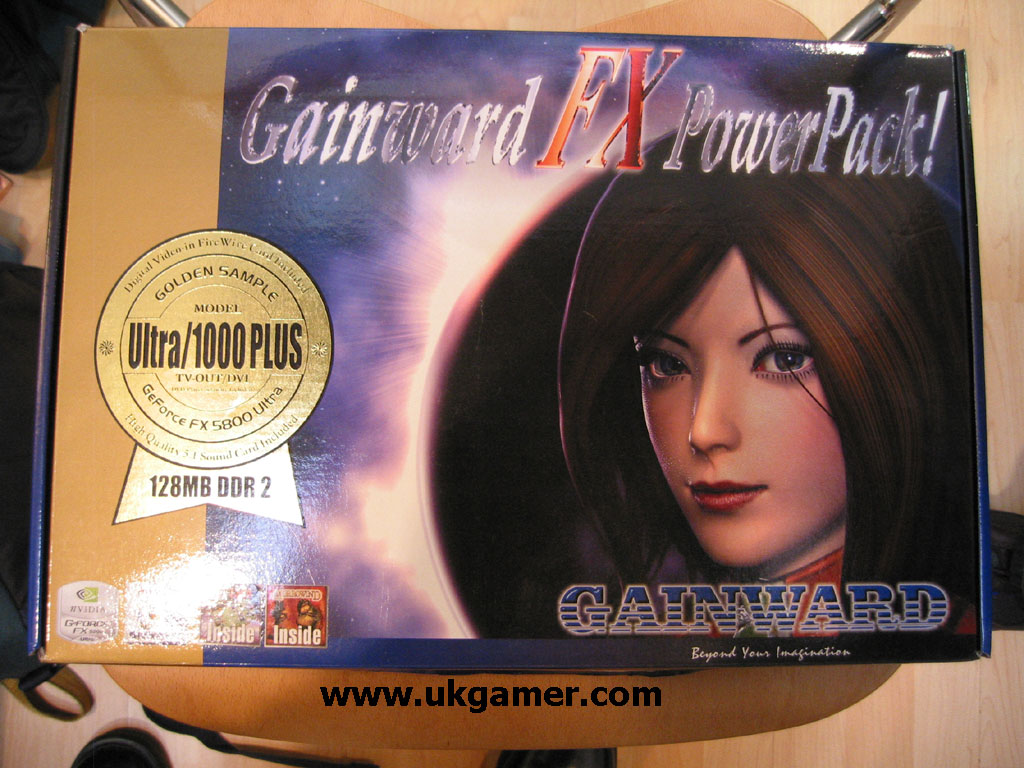 Gainward FX PowerPack!
Digital Video-in FireWire Card Included
GOLDEN SAMPLE
MODEL
Ultra/1000 PLUS
TV-OUT/DVI
GeForce FX 5800 Ultra
High Quality 5.1 Sound Card Included
128MB DDR 2
nVIDIA
GeForce FX
Inside
Inside
GAINWARD
Beyond Your Imagination
www.ukgamer.com